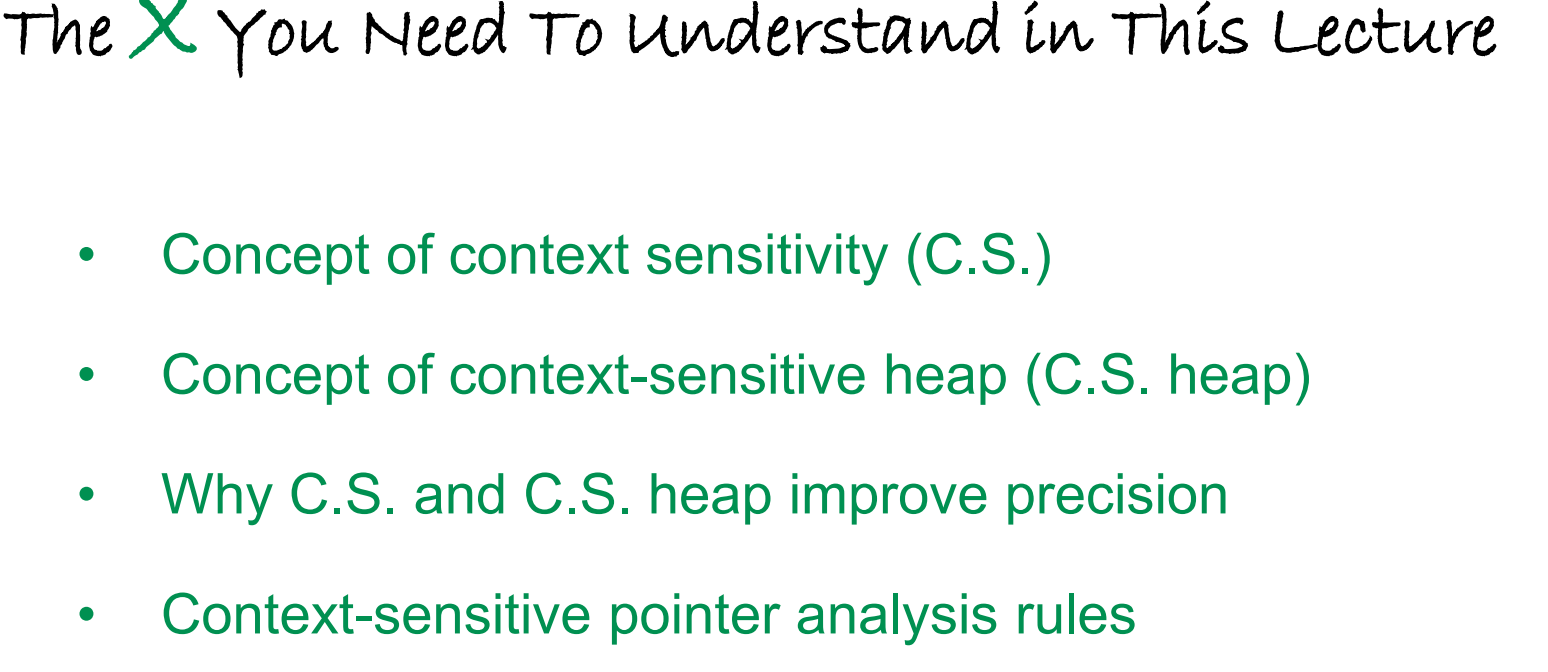 The X You Need To Understand in This Lecture
• Concept of context sensitivity (C.S.)
• Concept of context-sensitive heap (C.S. heap)
• Why C.S. and C.S. heap improve precision
• Context-sensitive pointer analysis rules